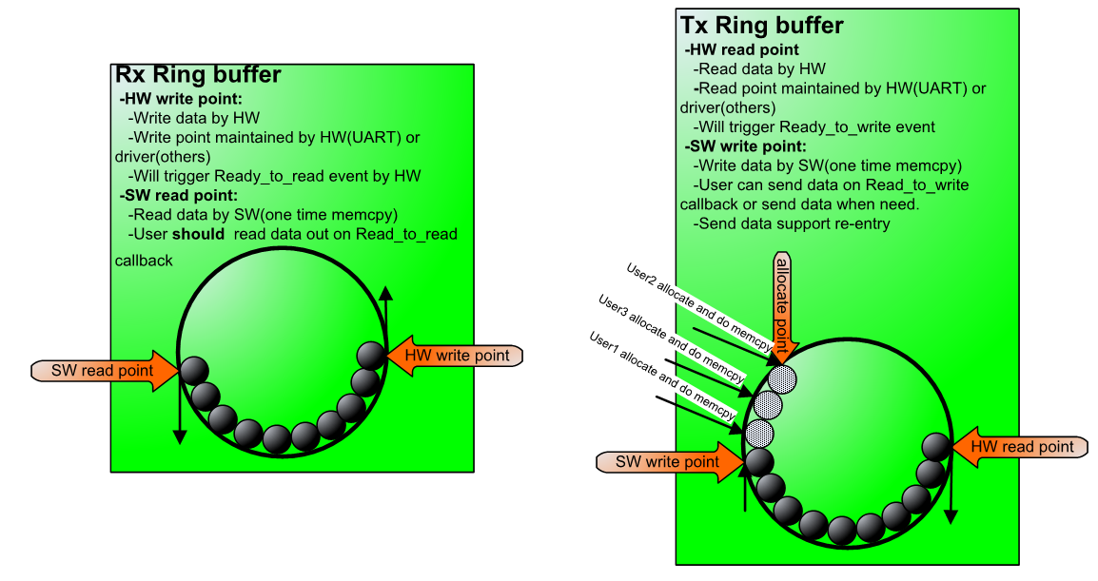 Rx Ring buffer
-HW write point:
-Write data by HW
-Write point maintained by HW(UART) or
driver(others)
-Will trigger Ready_to_read event by HW
-SW read point:
-Read data by SW(one time memcpy)
-User should read data out on Read_to_read
callback
SW read point
HW write point
Tx Ring buffer
-HW read point
-Read data by HW
-Read point maintained by HW(UART) or
driver(others)
-Will trigger Ready_to_write event
-SW write point:
-Write data by SW(one time memcpy)
-User can send data on Read_to_write
callback or send data when need.
-Send data support re-entry
allocate point
User2 allocate and do memcpy
User3 allocate and do memcpy
User1 allocate and do memcpy
SW write point
HW read point